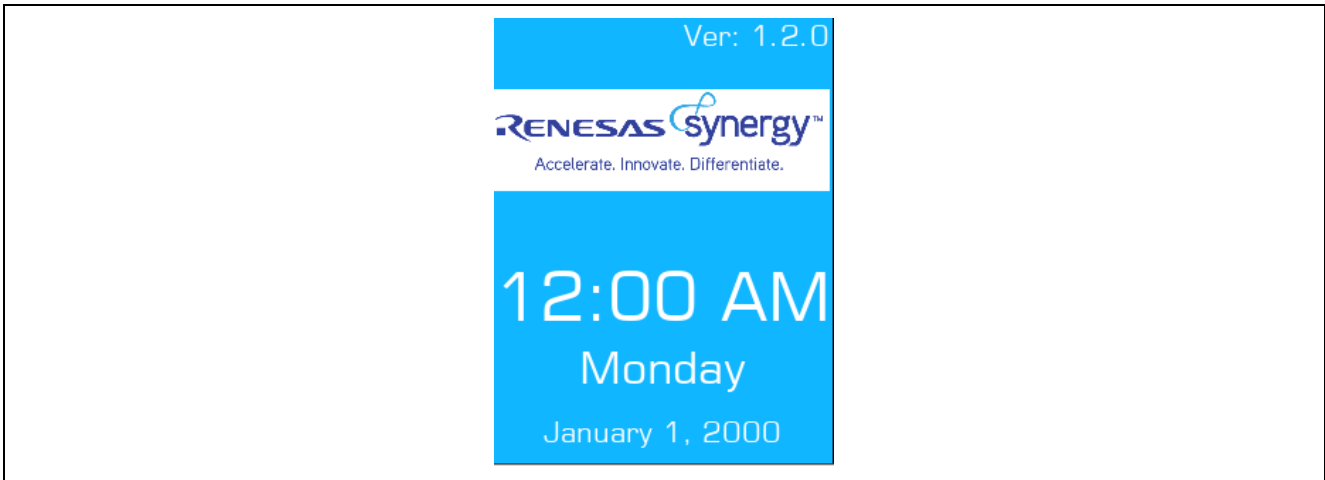 Ver: 1.2.0
RENESAS synergy™
Accelerate. Innovate. Differentiate.
12:00 AM
Monday
January 1, 2000